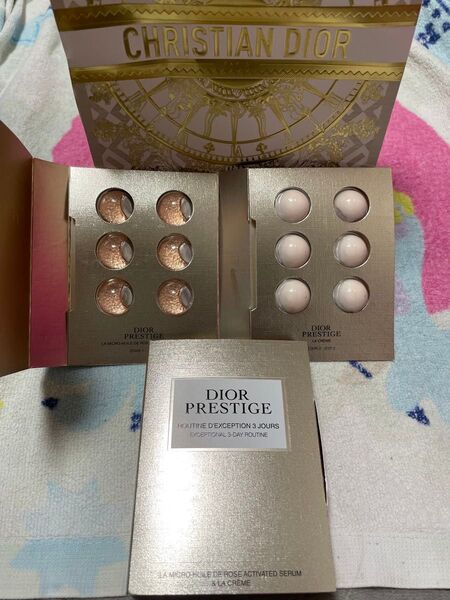 CHRISTIAN DIOR
DIOR
PRESTIGE
LA MICRO-HUILE DE ROSE
DIOR
PRESTIGE
LA CRÈME
DIOR
PRESTIGE
ROUTINE D'EXCEPTION 3 JOURS
EXCEPTIONAL 3-DAY ROUTINE
LA MICRO-HUILE DE ROSE ACTIVATED SERUM
& LA CRÈME